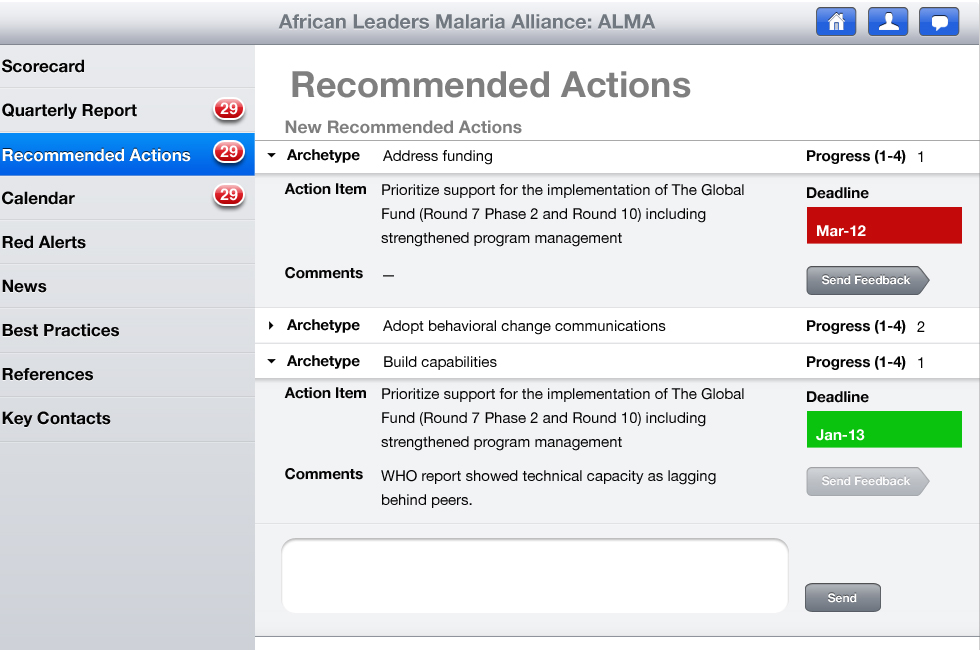 African Leaders Malaria Alliance: ALMA
Scorecard
Quarterly Report 29
Recommended Actions 29
Calendar 29
Red Alerts
News
Best Practices
References
Key Contacts
Recommended Actions
New Recommended Actions
Archetype Address funding Progress (1-4) 1
Action Item Prioritize support for the implementation of The Global
Fund (Round 7 Phase 2 and Round 10) including
strengthened program management
Deadline
Mar-12
Comments —
Send Feedback
Archetype Adopt behavioral change communications Progress (1-4) 2
Archetype Build capabilities Progress (1-4) 1
Action Item Prioritize support for the implementation of The Global
Fund (Round 7 Phase 2 and Round 10) including
strengthened program management
Deadline
Jan-13
Comments WHO report showed technical capacity as lagging
behind peers.
Send Feedback
Send